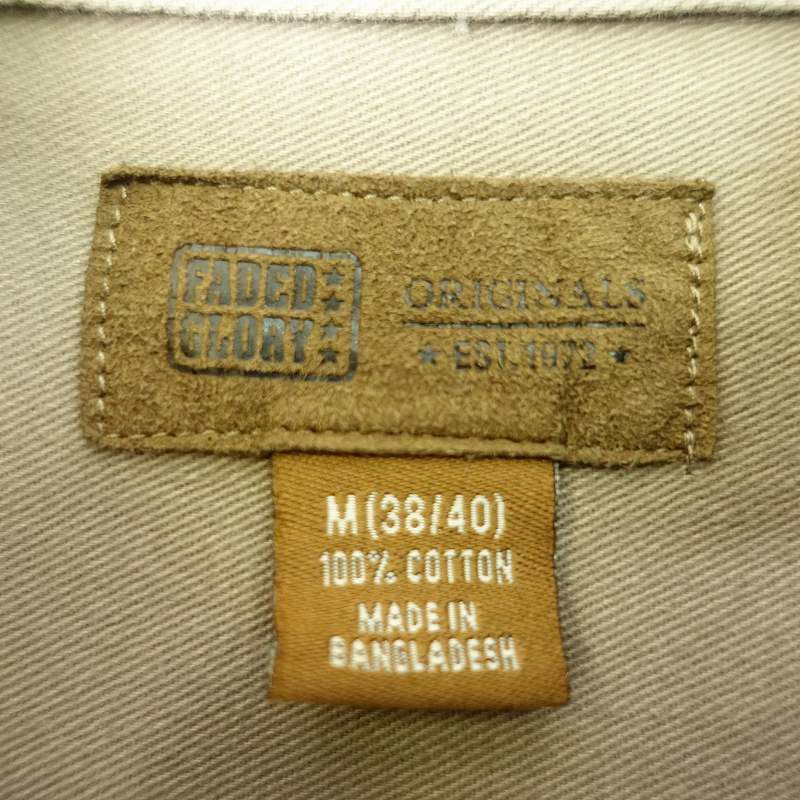 FADED
GLORY
ORIGINALS
★ EST. 1972 ★
M (38/40)
100% COTTON
MADE IN
BANGLADESH